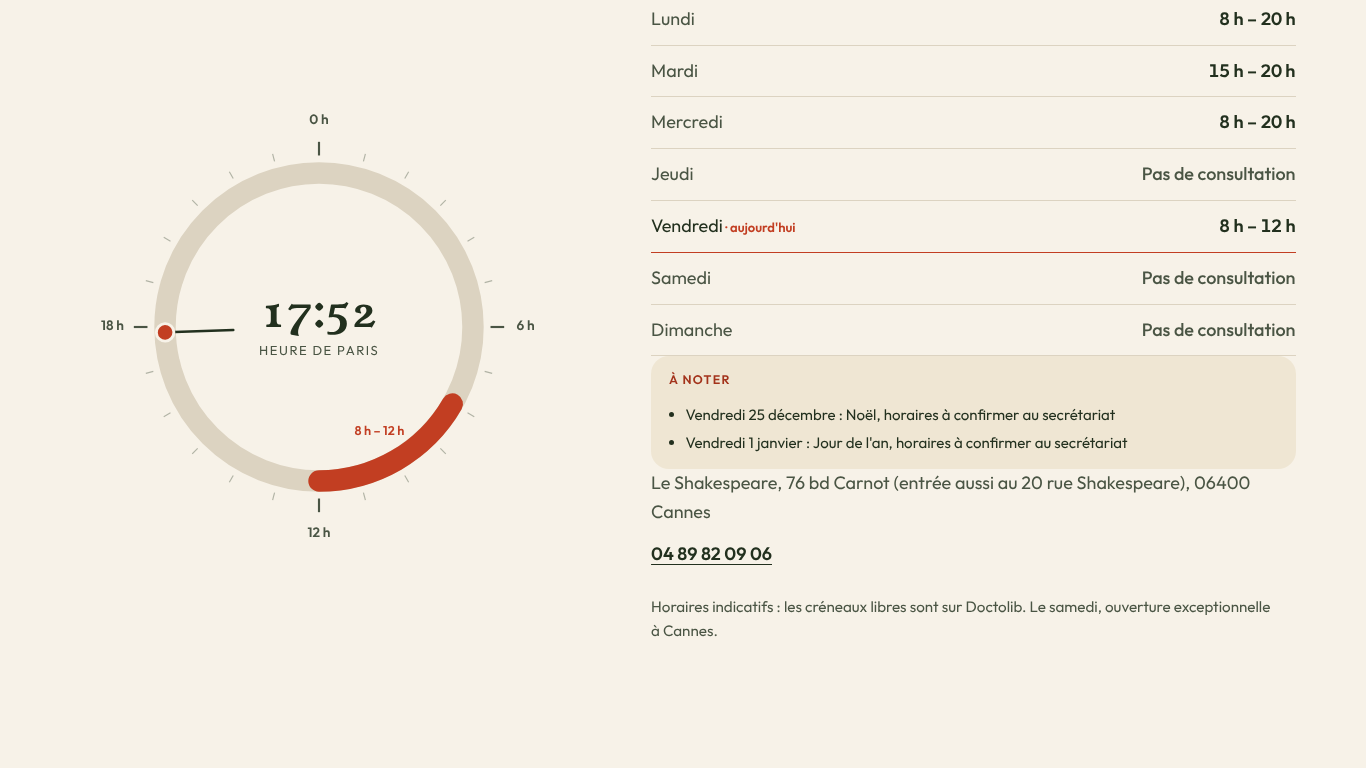 0 h
18 h
17:52
HEURE DE PARIS
6 h
8 h – 12 h
12 h
Lundi 8 h – 20 h
Mardi 15 h – 20 h
Mercredi 8 h – 20 h
Jeudi Pas de consultation
Vendredi · aujourd'hui 8 h – 12 h
Samedi Pas de consultation
Dimanche Pas de consultation
À NOTER
• Vendredi 25 décembre : Noël, horaires à confirmer au secrétariat
• Vendredi 1 janvier : Jour de l'an, horaires à confirmer au secrétariat
Le Shakespeare, 76 bd Carnot (entrée aussi au 20 rue Shakespeare), 06400
Cannes
04 89 82 09 06
Horaires indicatifs : les créneaux libres sont sur Doctolib. Le samedi, ouverture exceptionnelle
à Cannes.